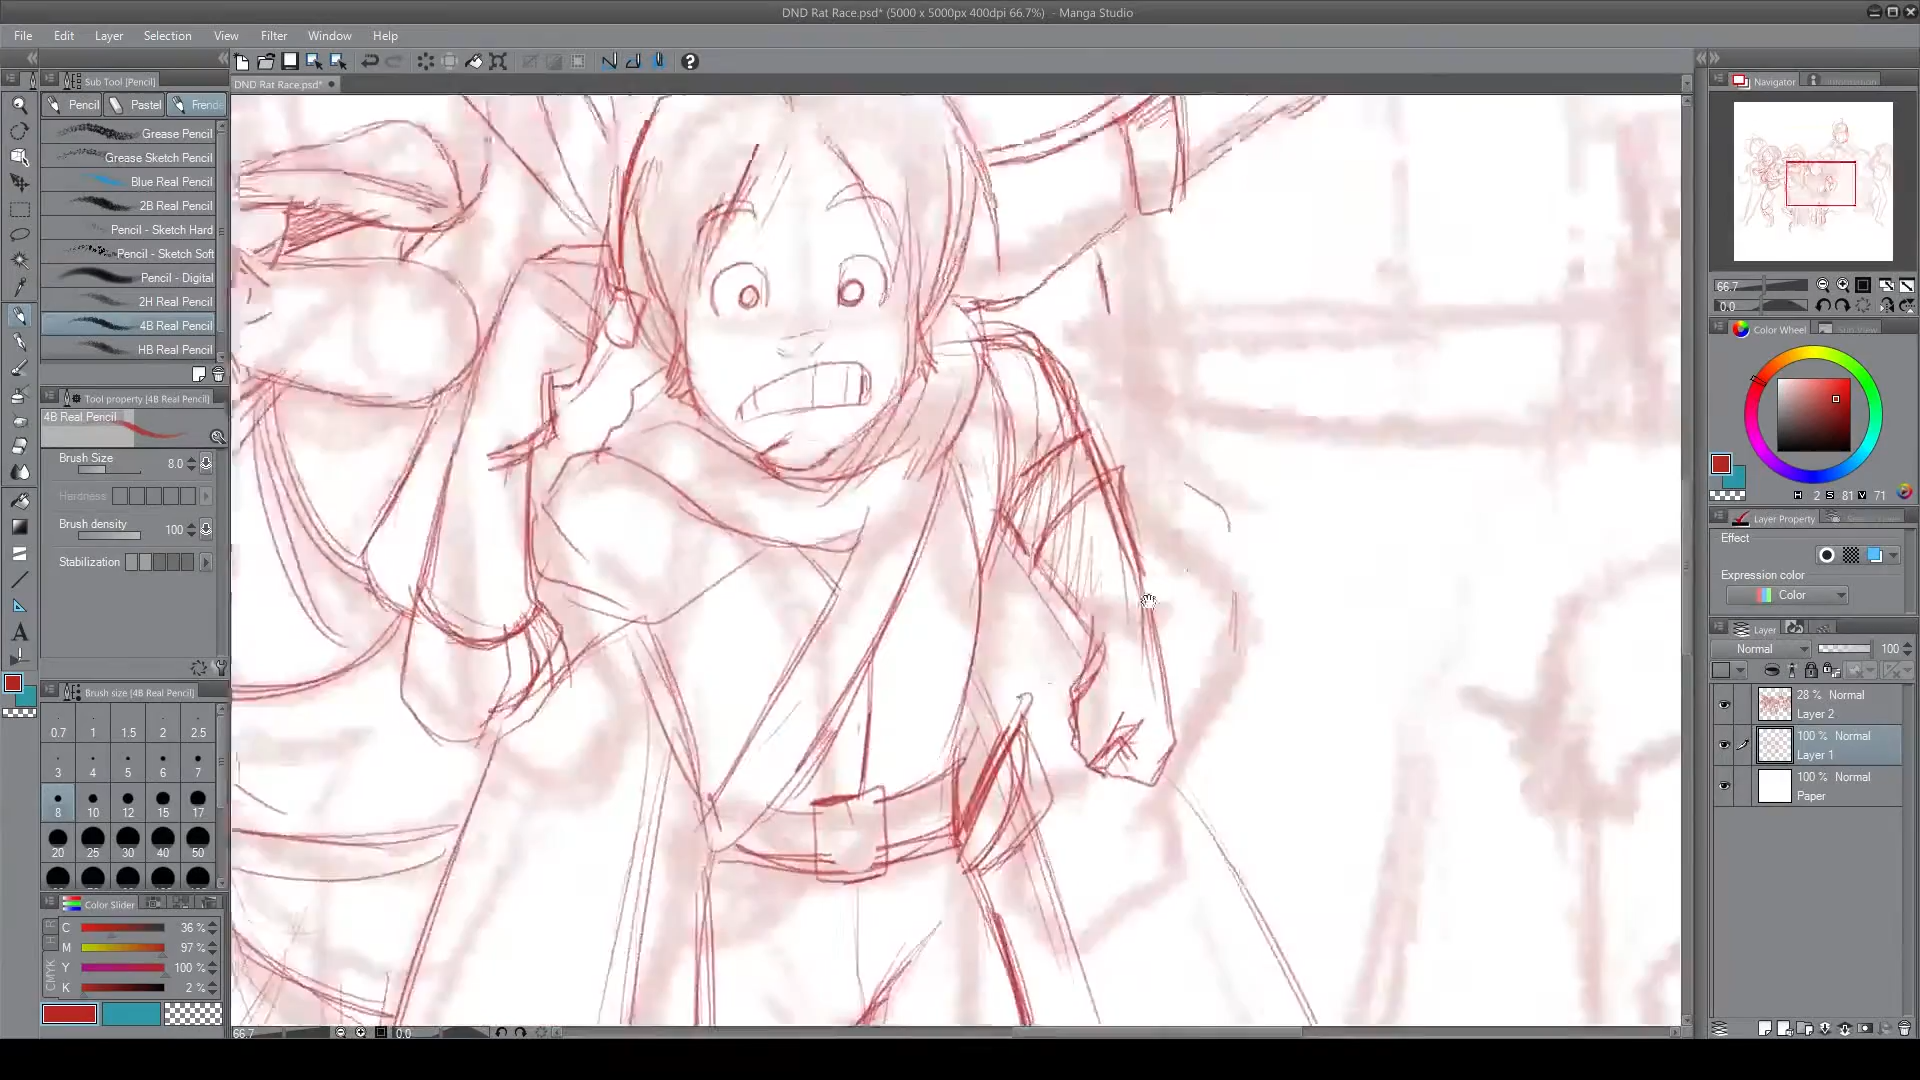 DND Rat Race.psd* (5000 x 5000px 400dpi 66.7%) - Manga Studio
File Edit Layer Selection View Filter Window Help
Sub Tool [Pencil]
DND Rat Race.psd*
Pencil Pastel Frende
Grease Pencil
Grease Sketch Pencil
Blue Real Pencil
2B Real Pencil
Pencil - Sketch Hard
Pencil - Sketch Soft
Pencil - Digital
2H Real Pencil
4B Real Pencil
HB Real Pencil
Tool property [4B Real Pencil]
4B Real Pencil
Brush Size 8.0
Hardness
Brush density 100
Stabilization
Brush size [4B Real Pencil]
0.7 1 1.5 2 2.5
3 4 5 6 7
8 10 12 15 17
20 25 30 40 50
Color Slider
C 36 %
M 97 %
Y 100 %
K 2 %
CMYK
66.7 0.0
Navigator Information
66.7
0.0
Color Wheel Sub View
H 2 S 81 V 71
Layer Property
Effect
Expression color
Color
Layer
Normal 100
28 % Normal
Layer 2
100 % Normal
Layer 1
100 % Normal
Paper